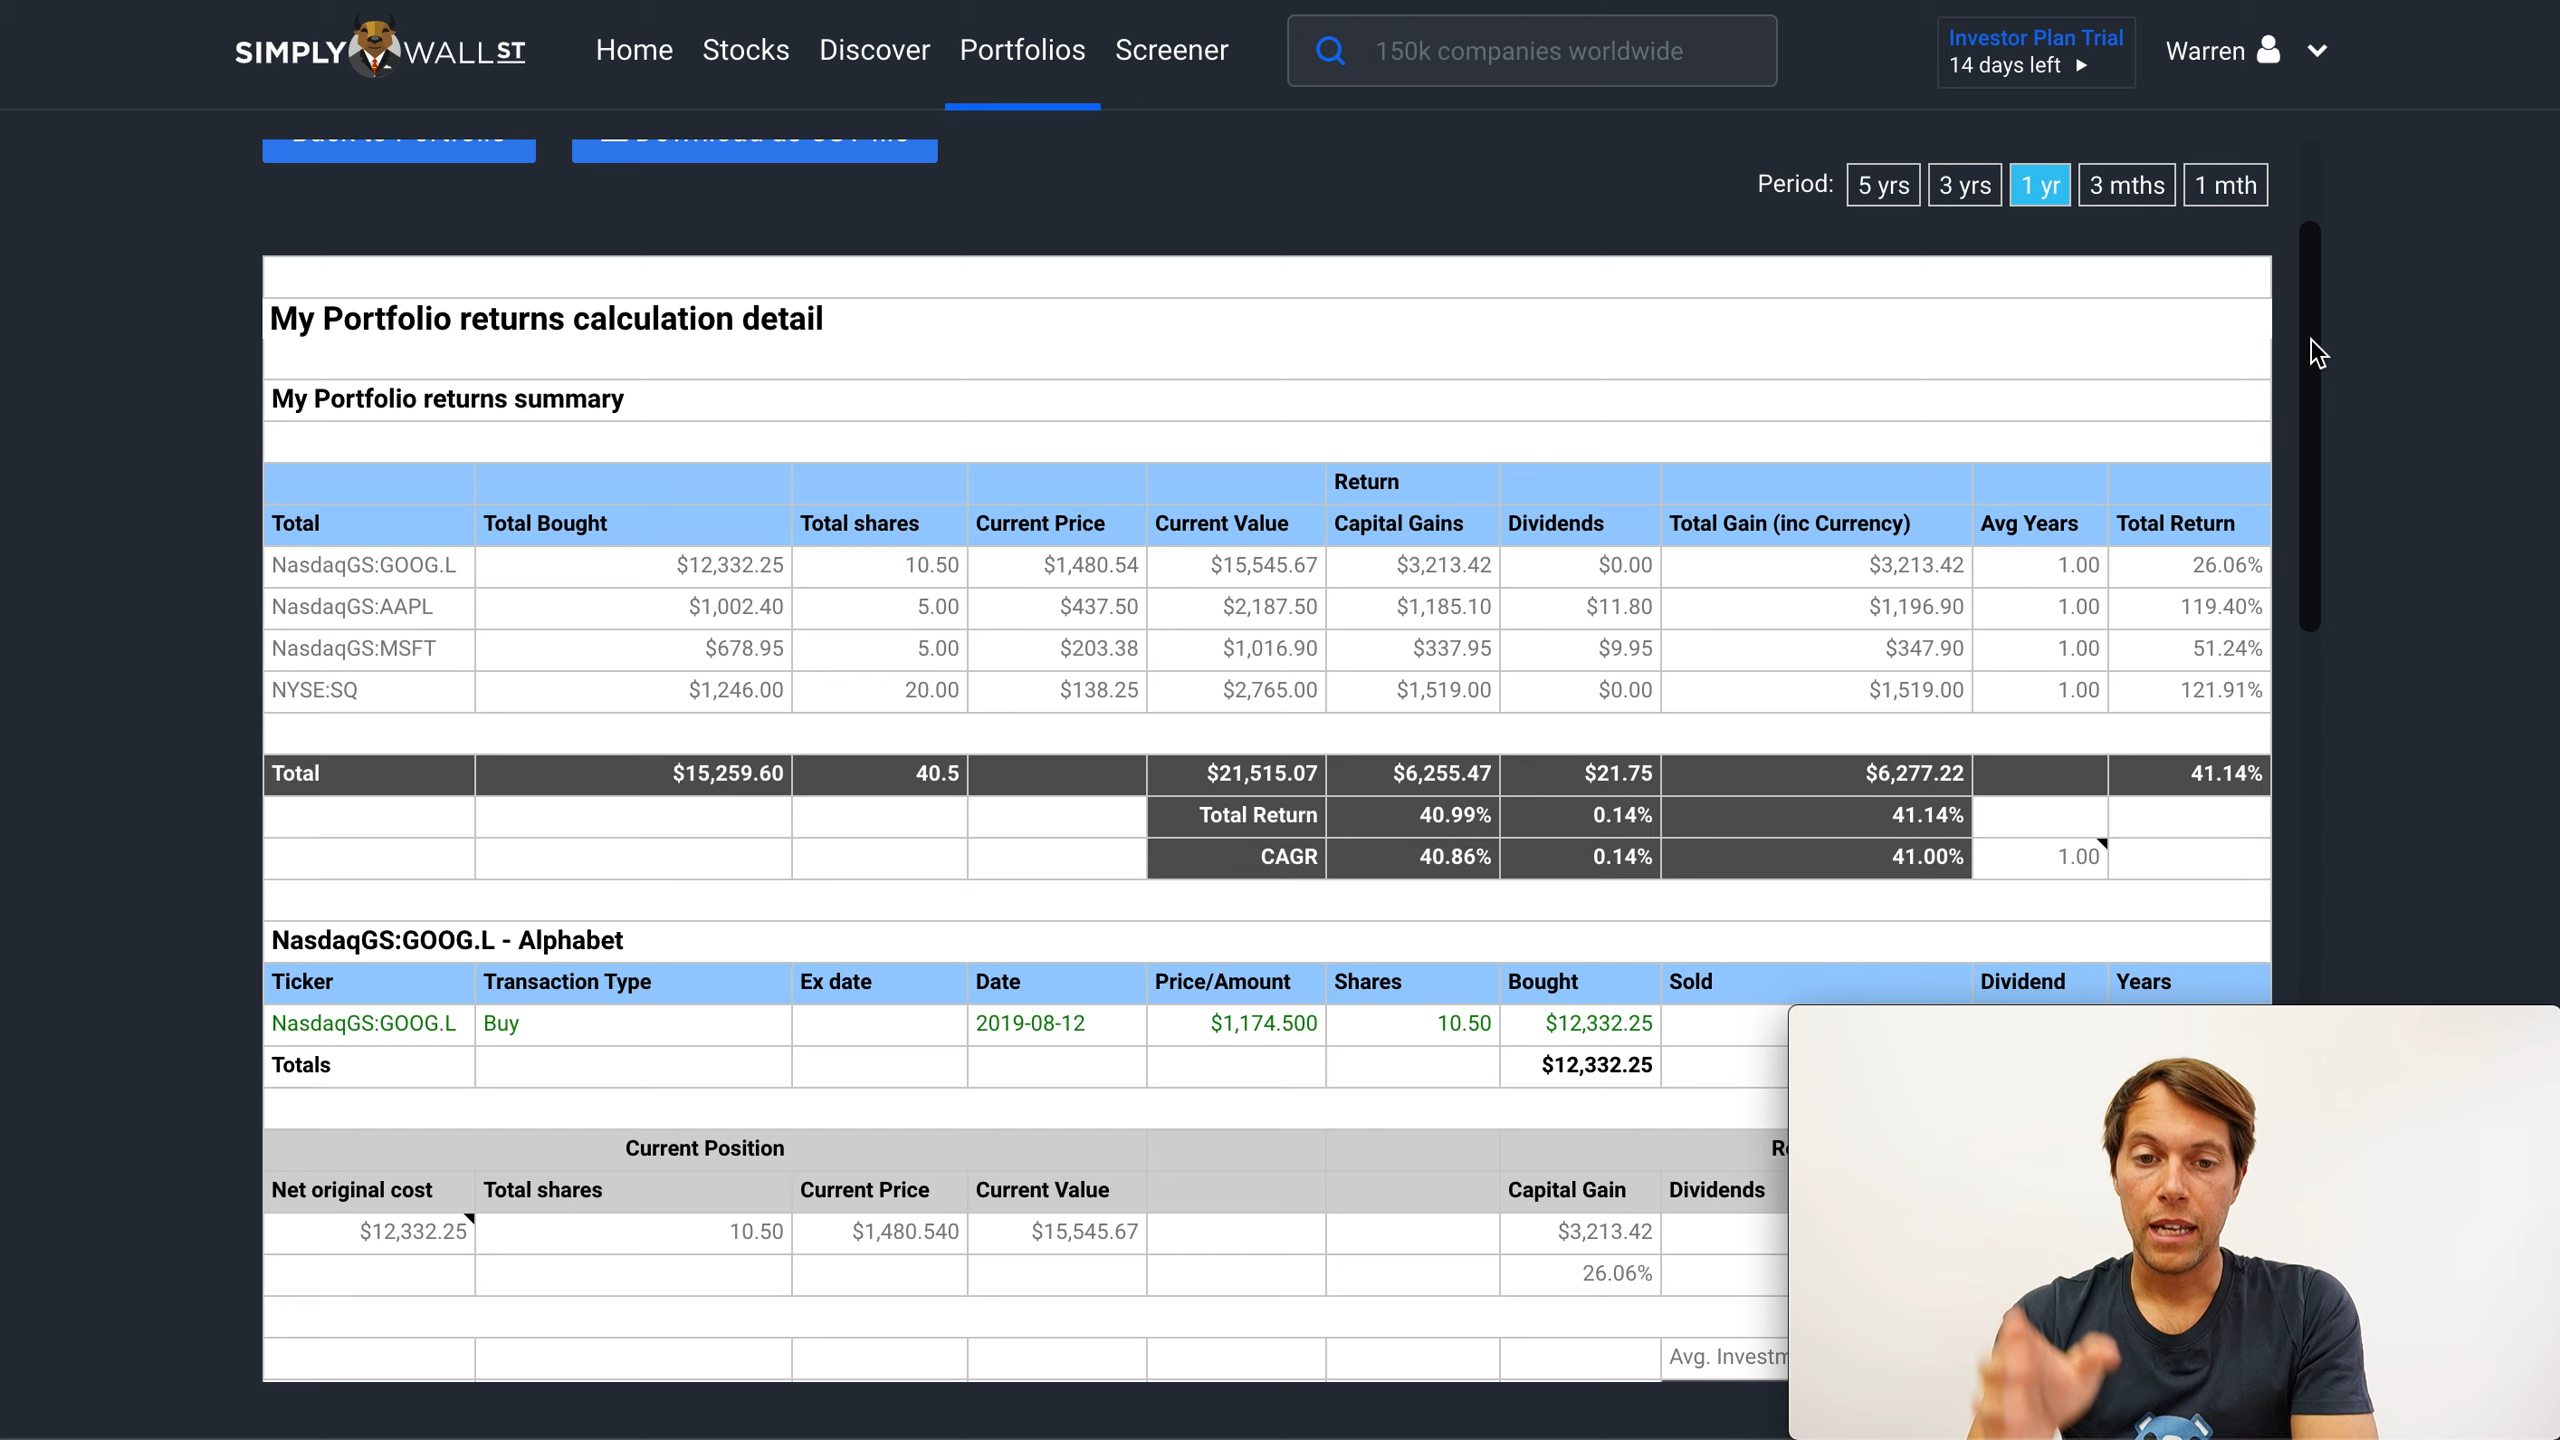 SIMPLY WALL ST Home Stocks Discover Portfolios Screener 150k companies worldwide Investor Plan Trial Warren
14 days left
Back to Portfolio Download as CSV file
Period: 5 yrs 3 yrs 1 yr 3 mths 1 mth
My Portfolio returns calculation detail
My Portfolio returns summary
Return
Total Total Bought Total shares Current Price Current Value Capital Gains Dividends Total Gain (inc Currency) Avg Years Total Return
NasdaqGS:GOOG.L $12,332.25 10.50 $1,480.54 $15,545.67 $3,213.42 $0.00 $3,213.42 1.00 26.06%
NasdaqGS:AAPL $1,002.40 5.00 $437.50 $2,187.50 $1,185.10 $11.80 $1,196.90 1.00 119.40%
NasdaqGS:MSFT $678.95 5.00 $203.38 $1,016.90 $337.95 $9.95 $347.90 1.00 51.24%
NYSE:SQ $1,246.00 20.00 $138.25 $2,765.00 $1,519.00 $0.00 $1,519.00 1.00 121.91%
Total $15,259.60 40.5 $21,515.07 $6,255.47 $21.75 $6,277.22 41.14%
Total Return 40.99% 0.14% 41.14%
CAGR 40.86% 0.14% 41.00% 1.00
NasdaqGS:GOOG.L - Alphabet
Ticker Transaction Type Ex date Date Price/Amount Shares Bought Sold Dividend Years
NasdaqGS:GOOG.L Buy 2019-08-12 $1,174.500 10.50 $12,332.25
Totals $12,332.25
Current Position
Net original cost Total shares Current Price Current Value Capital Gain Dividends
$12,332.25 10.50 $1,480.540 $15,545.67 $3,213.42
26.06%
Avg.